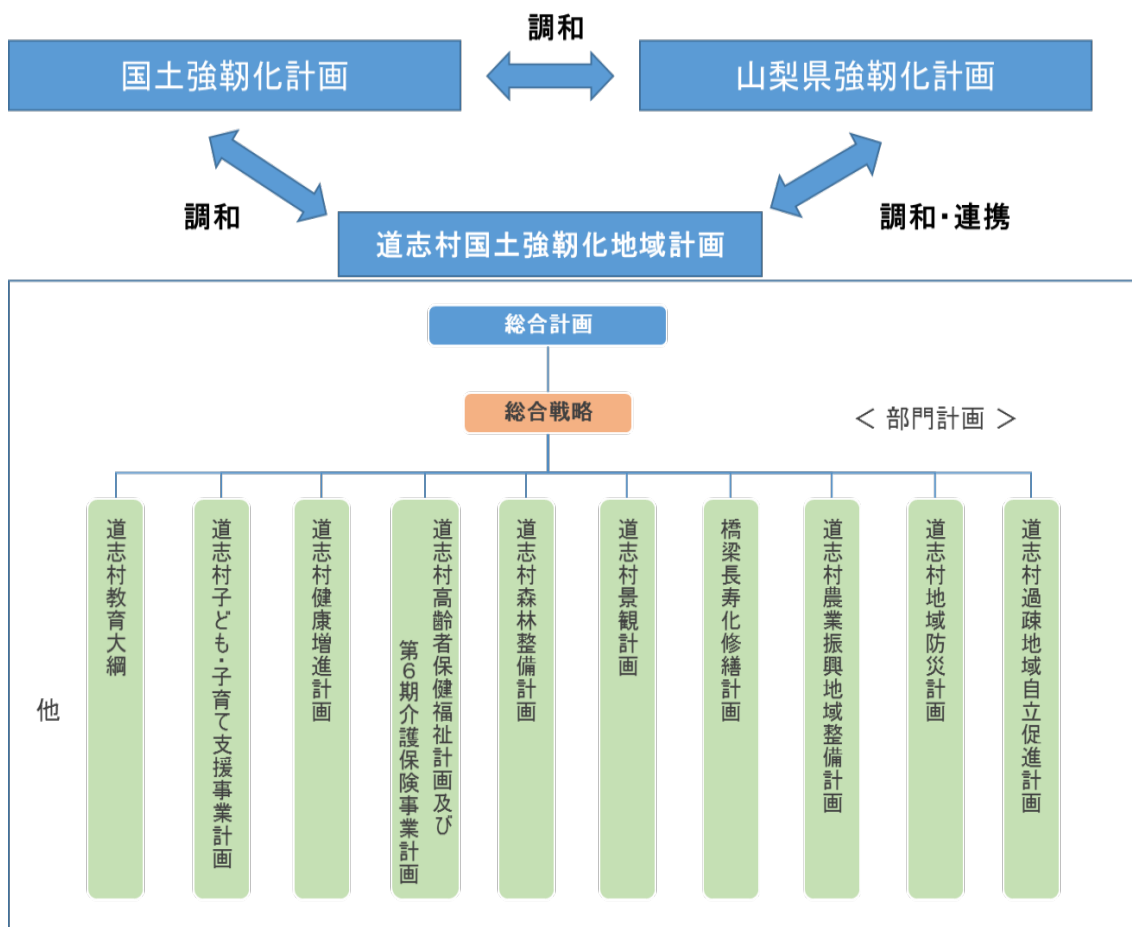 調和
国土強靭化計画
山梨県強靭化計画
調和
調和・連携
道志村国土強靭化地域計画
総合計画
総合戦略
＜ 部門計画 ＞
道志村過疎地域自立促進計画
道志村地域防災計画
道志村農業振興地域整備計画
橋梁長寿化修繕計画
道志村景観計画
道志村森林整備計画
道志村高齢者保健福祉計画及び
第６期介護保険事業計画
道志村健康増進計画
道志村子ども・子育て支援事業計画
道志村教育大綱
他